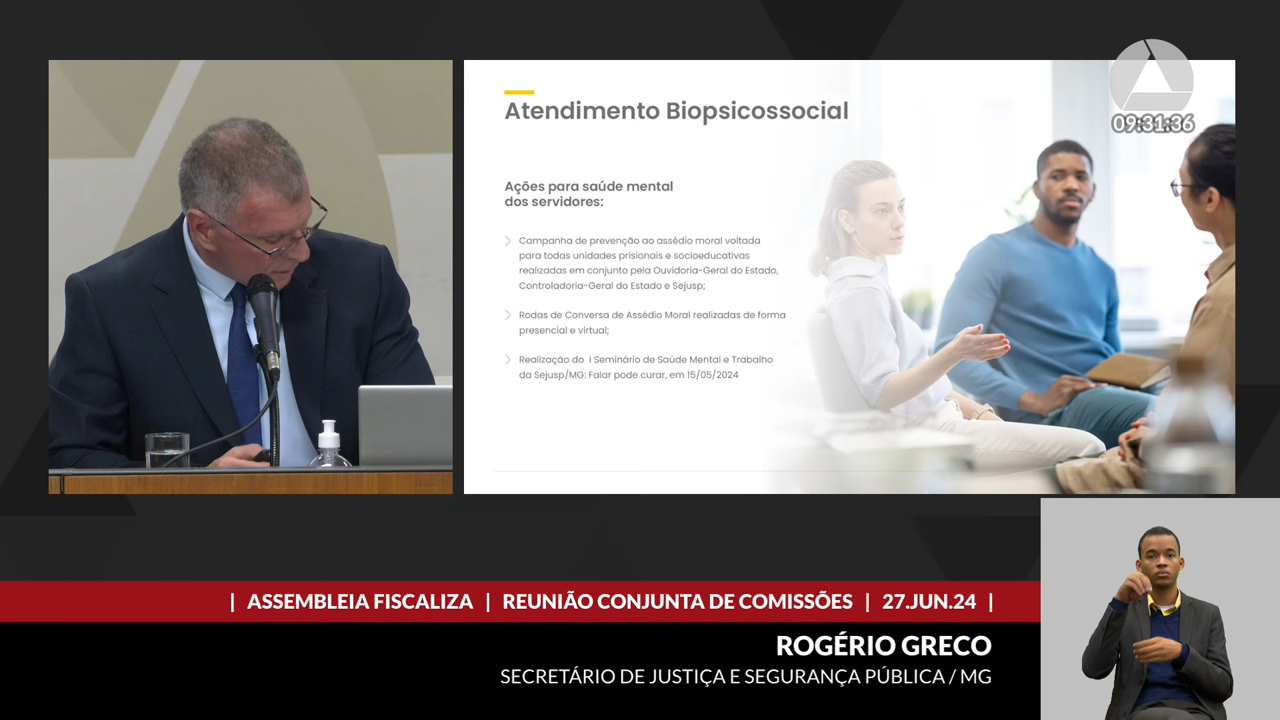 09:31:36
Atendimento Biopsicossocial
Ações para saúde mental
dos servidores:
Campanha de prevenção ao assédio moral voltada
para todas unidades prisionais e socioeducativas
realizadas em conjunto pela Ouvidoria-Geral do Estado,
Controladoria-Geral do Estado e Sejusp;
Rodas de Conversa de Assédio Moral realizadas de forma
presencial e virtual;
Realização do I Seminário de Saúde Mental e Trabalho
da Sejusp/MG: Falar pode curar, em 15/05/2024
| ASSEMBLEIA FISCALIZA | REUNIÃO CONJUNTA DE COMISSÕES | 27.JUN.24 |
ROGÉRIO GRECO
SECRETÁRIO DE JUSTIÇA E SEGURANÇA PÚBLICA / MG